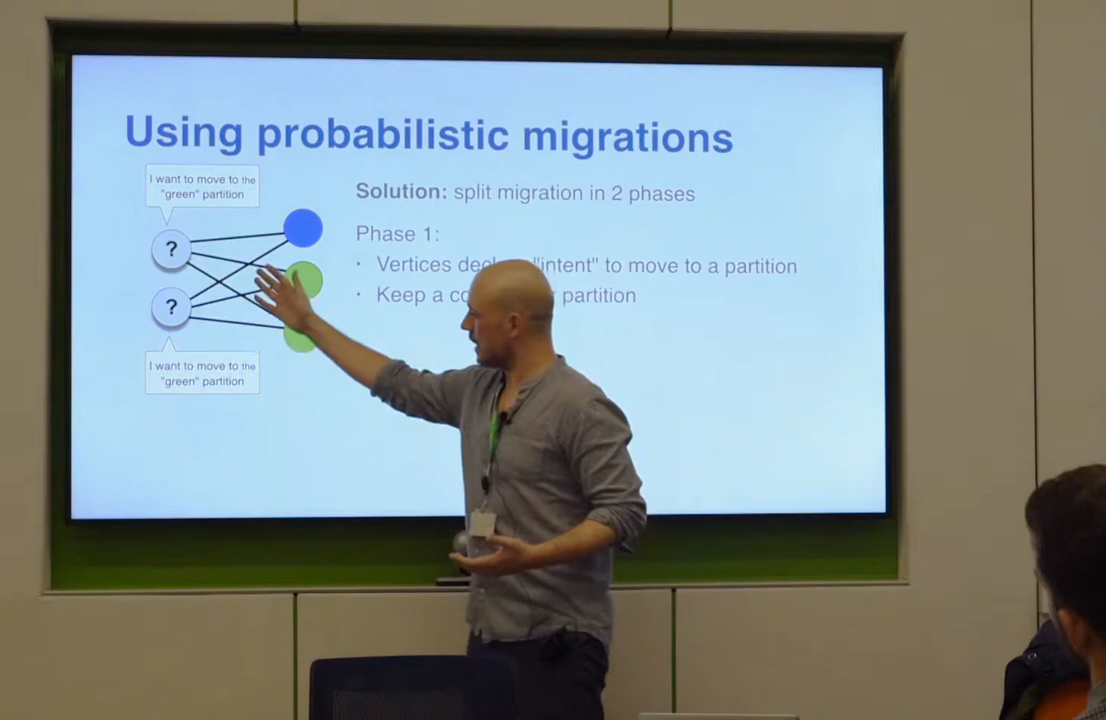 Using probabilistic migrations
I want to move to the
"green" partition
Solution: split migration in 2 phases
?
Phase 1:
· Vertices "intent" to move to a partition
?
· Keep a partition
I want to move to the
"green" partition